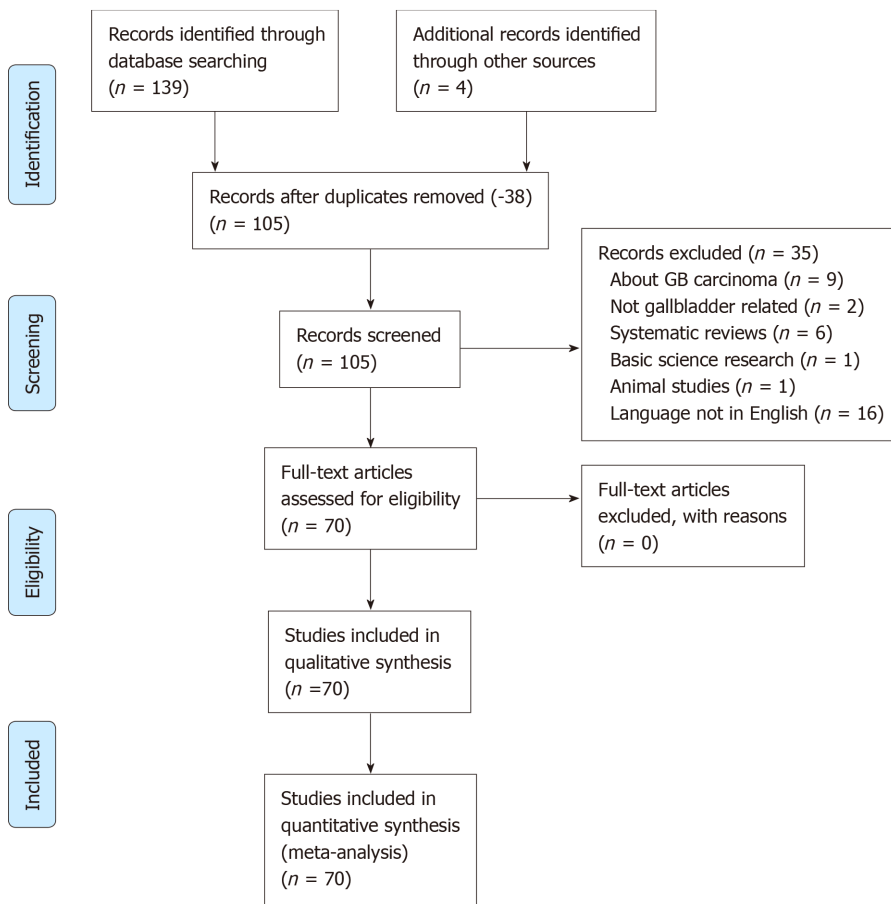 Identification
Records identified through
database searching
(n = 139)
Additional records identified
through other sources
(n = 4)
Records after duplicates removed (-38)
(n = 105)
Screening
Records screened
(n = 105)
Records excluded (n = 35)
About GB carcinoma (n = 9)
Not gallbladder related (n = 2)
Systematic reviews (n = 6)
Basic science research (n = 1)
Animal studies (n = 1)
Language not in English (n = 16)
Eligibility
Full-text articles
assessed for eligibility
(n = 70)
Full-text articles
excluded, with reasons
(n = 0)
Studies included in
qualitative synthesis
(n =70)
Included
Studies included in
quantitative synthesis
(meta-analysis)
(n = 70)